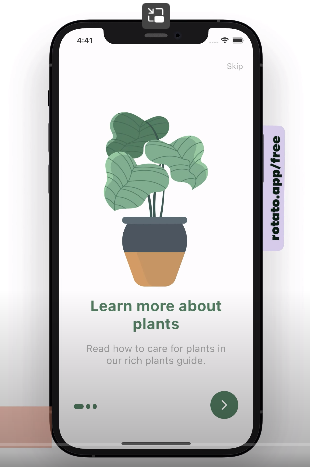 4:41
Skip
rotato.app/free
Learn more about
plants
Read how to care for plants in
our rich plants guide.